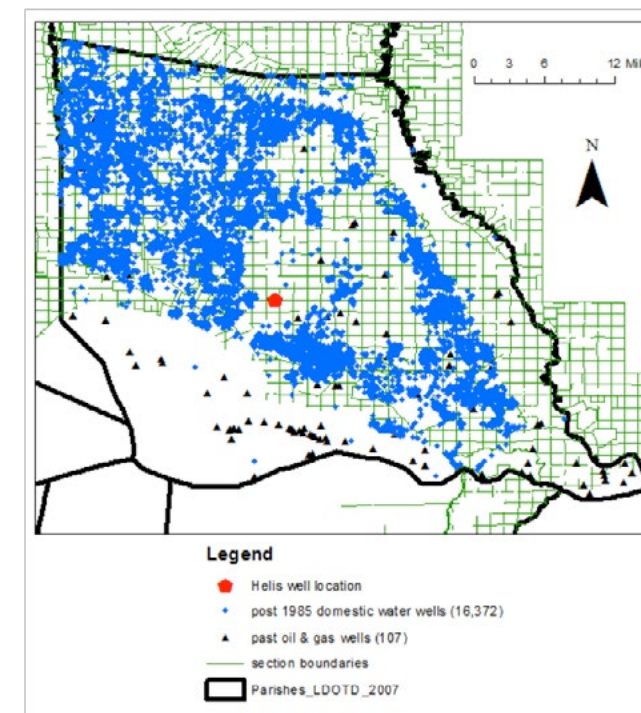 0 3 6 12 Mil
N
Legend
Helis well location
post 1985 domestic water wells (16,372)
past oil & gas wells (107)
section boundaries
Parishes_LDOTD_2007